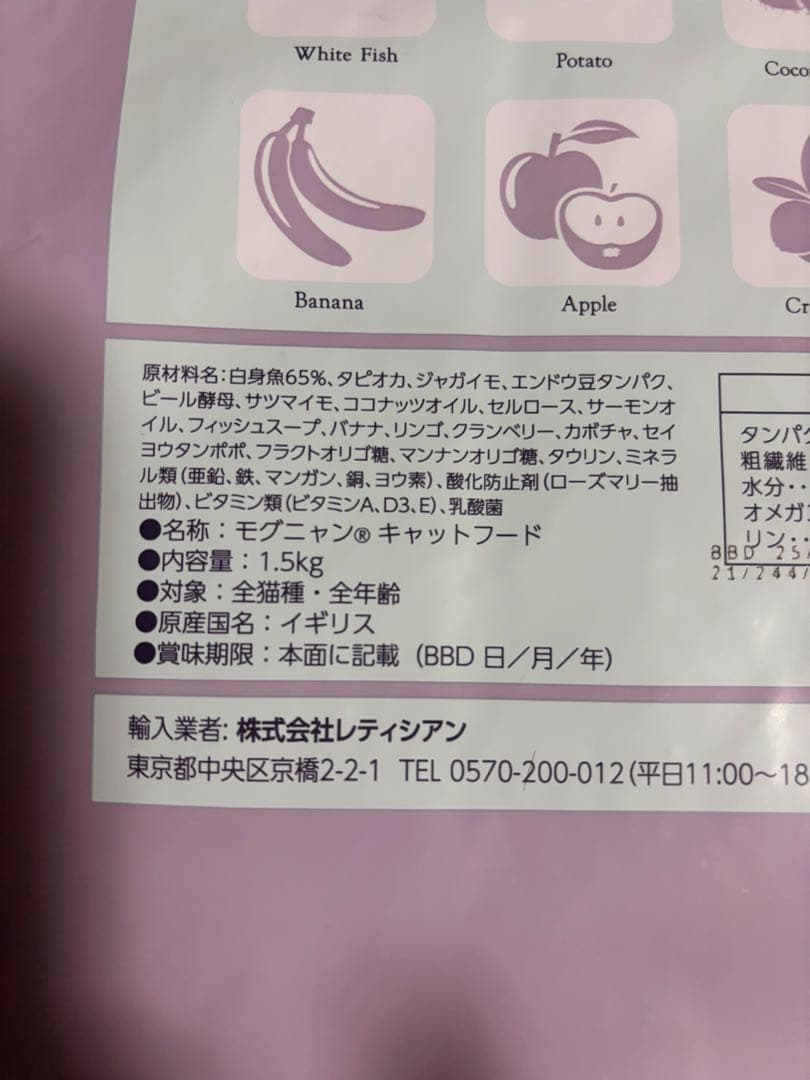 White Fish
Potato
Banana
Apple
原材料名：白身魚65%、タピオカ、ジャガイモ、エンドウ豆タンパク、
ビール酵母、サツマイモ、ココナッツオイル、セルロース、サーモンオ
イル、フィッシュスープ、バナナ、リンゴ、クランベリー、カボチャ、セイ
ヨウタンポポ、フラクトオリゴ糖、マンナンオリゴ糖、タウリン、ミネラ
ル類（亜鉛、鉄、マンガン、銅、ヨウ素）、酸化防止剤（ローズマリー抽
出物）、ビタミン類（ビタミンA、D3、E）、乳酸菌
●名称：モグニャン® キャットフード
●内容量：1.5kg
●対象：全猫種・全年齢
●原産国名：イギリス
●賞味期限：本面に記載（BBD 日／月／年)
粗繊維
水分‥
リン‥
BBD
21/244/
輸入業者: 株式会社レティシアン
東京都中央区京橋2-2-1 TEL 0570-200-012（平日11:00〜18